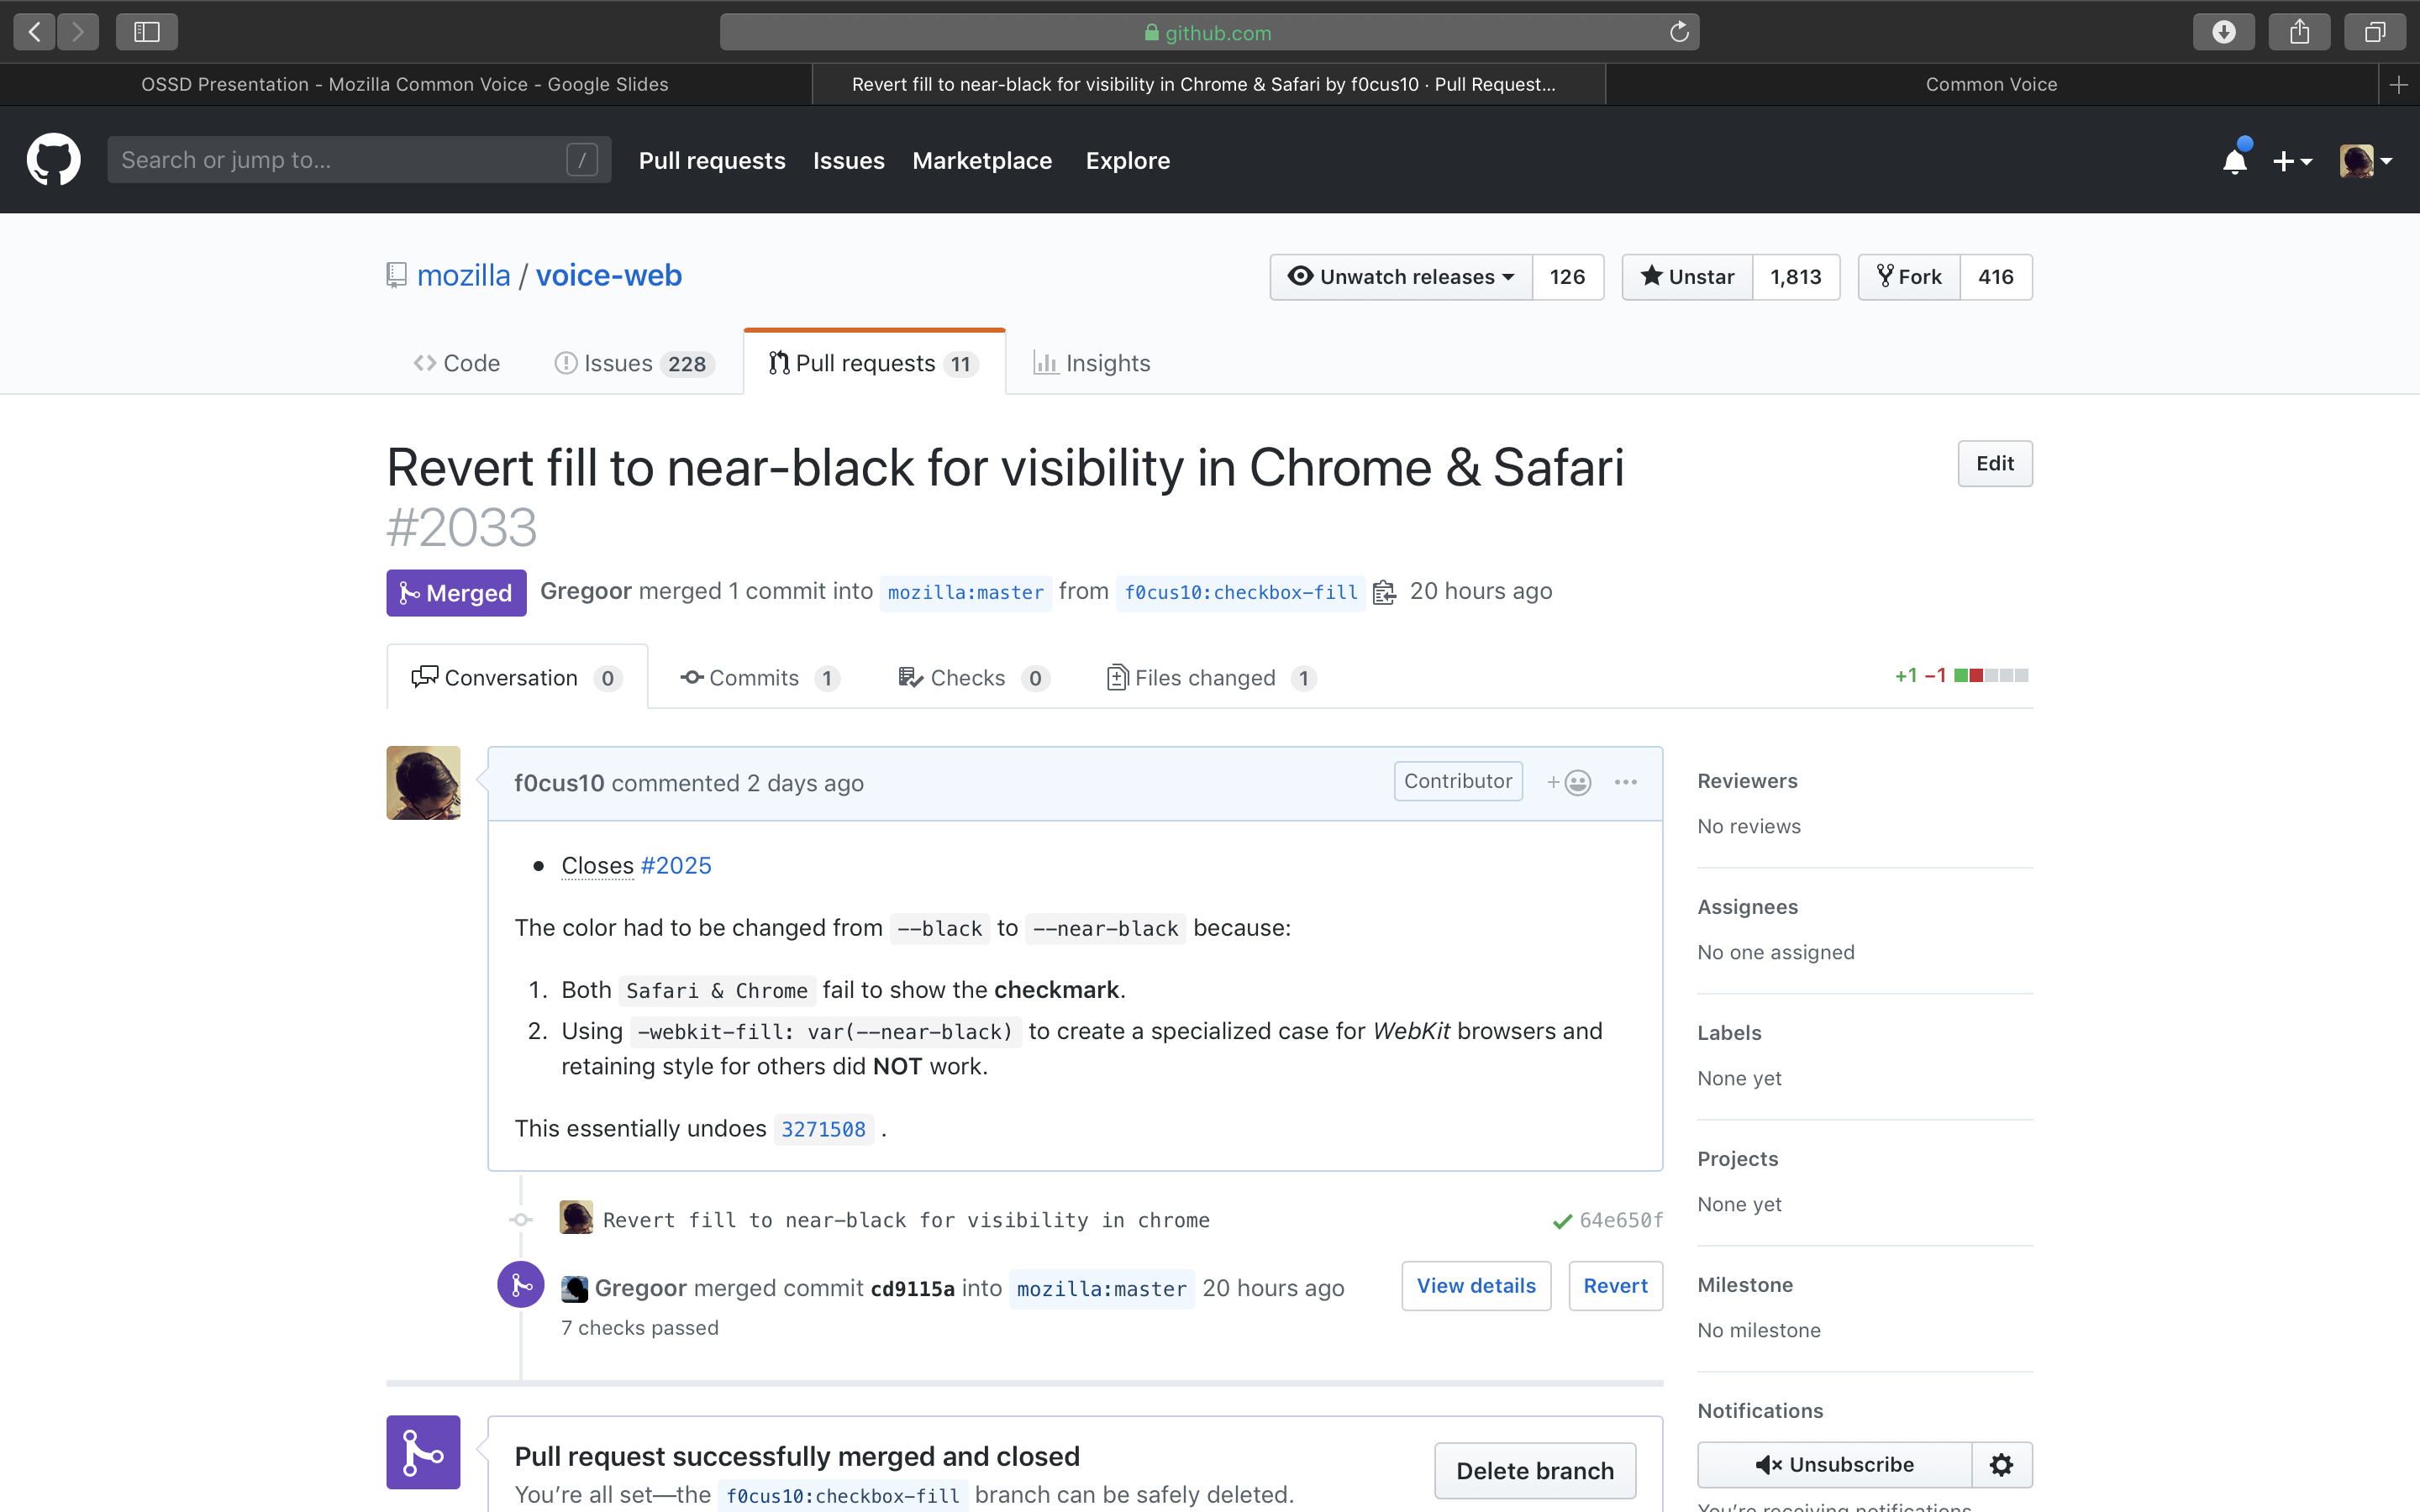 github.com
OSSD Presentation - Mozilla Common Voice - Google Slides
Revert fill to near-black for visibility in Chrome & Safari by f0cus10 · Pull Request...
Common Voice
Search or jump to...
/
Pull requests
Issues
Marketplace
Explore
mozilla / voice-web
Unwatch releases 126
Unstar 1,813
Fork 416
Code
Issues 228
Pull requests 11
Insights
Revert fill to near-black for visibility in Chrome & Safari
#2033
Edit
Merged
Gregoor merged 1 commit into mozilla:master from f0cus10:checkbox-fill 20 hours ago
Conversation 0
Commits 1
Checks 0
Files changed 1
+1 −1
f0cus10 commented 2 days ago
Contributor
Closes #2025
The color had to be changed from --black to --near-black because:
1. Both Safari & Chrome fail to show the checkmark.
2. Using -webkit-fill: var(--near-black) to create a specialized case for WebKit browsers and
retaining style for others did NOT work.
This essentially undoes 3271508 .
Revert fill to near-black for visibility in chrome
64e650f
Gregoor merged commit cd9115a into mozilla:master 20 hours ago
View details
Revert
7 checks passed
Pull request successfully merged and closed
You're all set—the f0cus10:checkbox-fill branch can be safely deleted.
Delete branch
Reviewers
No reviews
Assignees
No one assigned
Labels
None yet
Projects
None yet
Milestone
No milestone
Notifications
Unsubscribe
You're receiving notifications